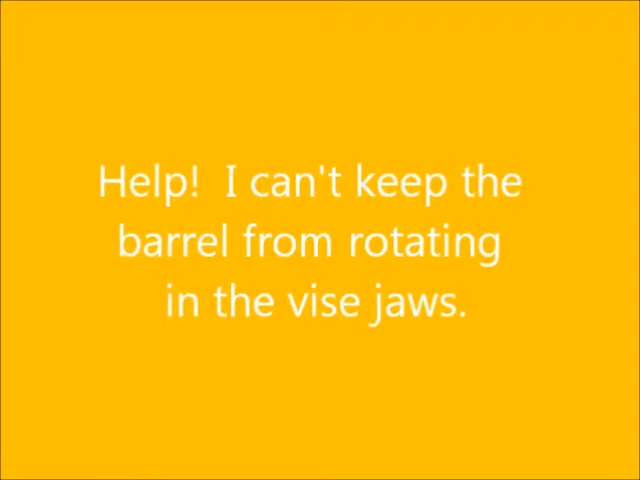 Help!  I can't keep the
barrel from rotating
in the vise jaws.